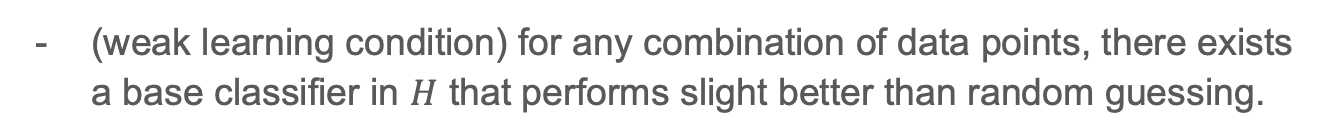 - (weak learning condition) for any combination of data points, there exists
a base classifier in H that performs slight better than random guessing.